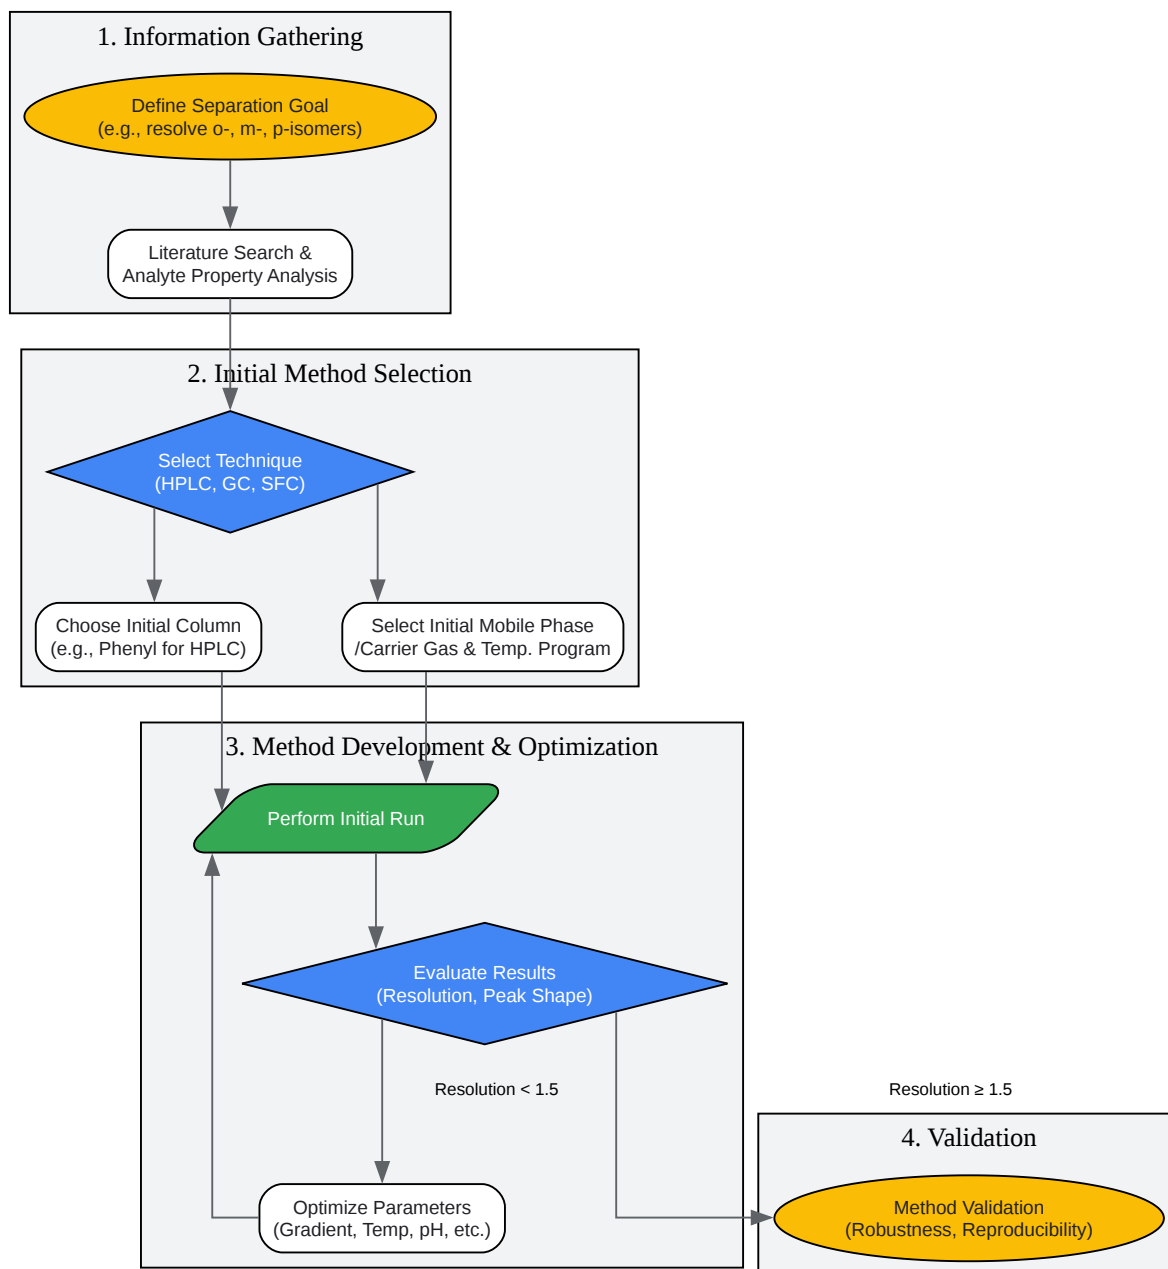 1. Information Gathering
Define Separation Goal
(e.g., resolve o-, m-, p-isomers)
Literature Search &
Analyte Property Analysis
2. Initial Method Selection
Select Technique
(HPLC, GC, SFC)
Choose Initial Column
(e.g., Phenyl for HPLC)
Select Initial Mobile Phase
/Carrier Gas & Temp. Program
3. Method Development & Optimization
Perform Initial Run
Evaluate Results
(Resolution, Peak Shape)
Resolution < 1.5
Resolution ≥ 1.5
Optimize Parameters
(Gradient, Temp, pH, etc.)
4. Validation
Method Validation
(Robustness, Reproducibility)